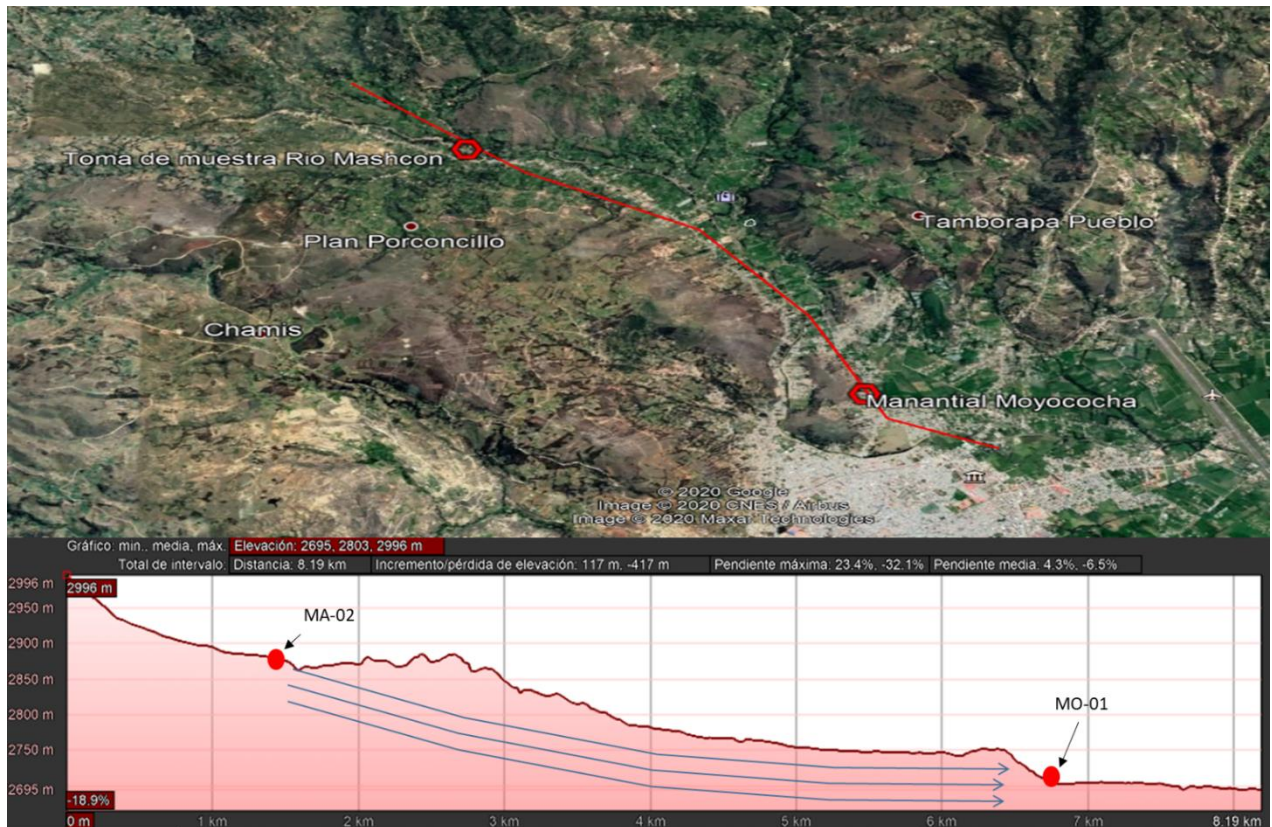 Toma de muestra Rio Mashcon
Plan Porconcillo
Tamborapa Pueblo
Chamis
Manantial Moyococha
© 2020 Google
Image © 2020 CNES / Airbus
Image © 2020 Maxar Technologies
Gráfico: min., media, máx. Elevación: 2695, 2803, 2996 m
Total de intervalo. Distancia: 8.19 km Incremento/pérdida de elevación: 117 m, -417 m Pendiente máxima: 23.4%, -32.1% Pendiente media: 4.3%, -6.5%
2996 m
2996 m
2950 m
MA-02
2900 m
2850 m
2800 m
MO-01
2750 m
2695 m
-18.9%
0 m 1 km 2 km 3 km 4 km 5 km 6 km 7 km 8.19 km